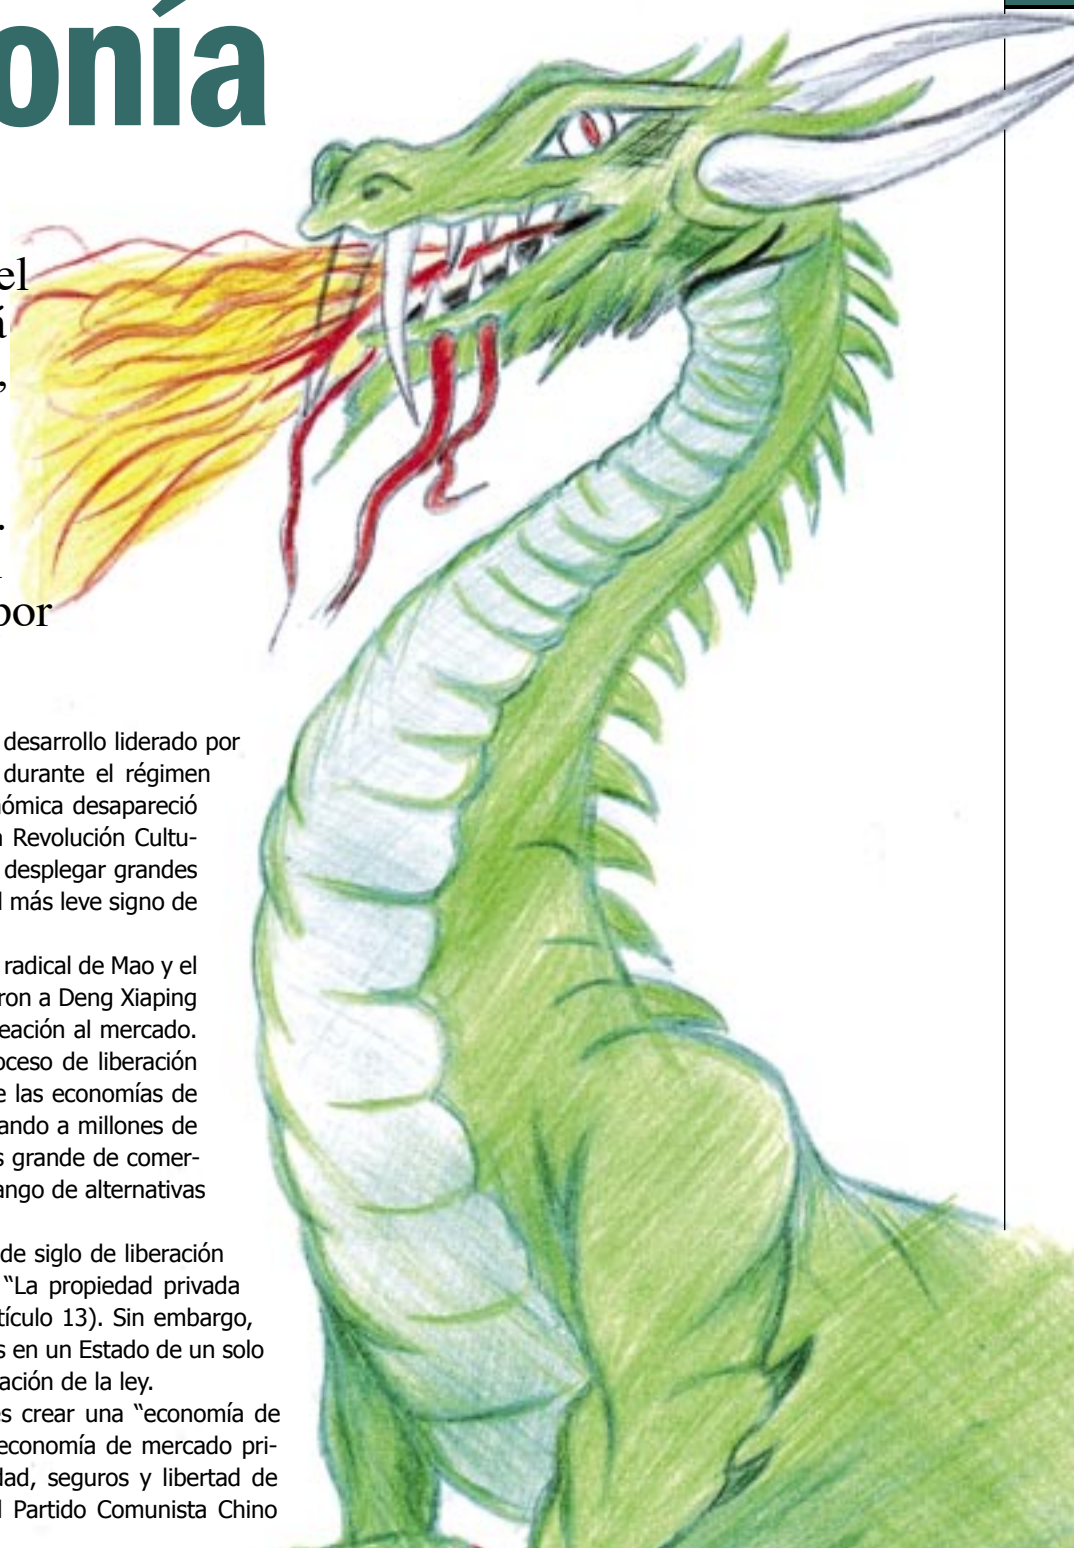 onía
el
á
,
.
por
desarrollo liderado por
durante el régimen
nómica desapareció
a Revolución Cultu-
desplegar grandes
l más leve signo de
radical de Mao y el
ron a Deng Xiaping
eación al mercado.
oceso de liberación
e las economías de
ando a millones de
s grande de comer-
ango de alternativas
de siglo de liberación
“La propiedad privada
tículo 13). Sin embargo,
s en un Estado de un solo
ación de la ley.
es crear una “economía de
economía de mercado pri-
dad, seguros y libertad de
l Partido Comunista Chino